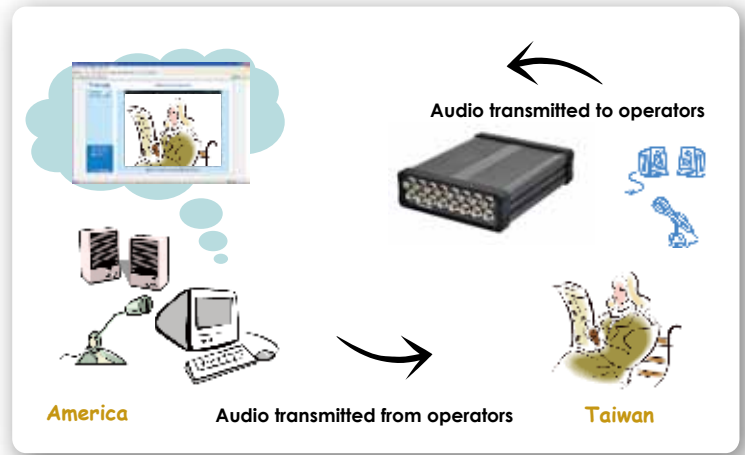 Audio transmitted to operators
America
Audio transmitted from operators
Taiwan